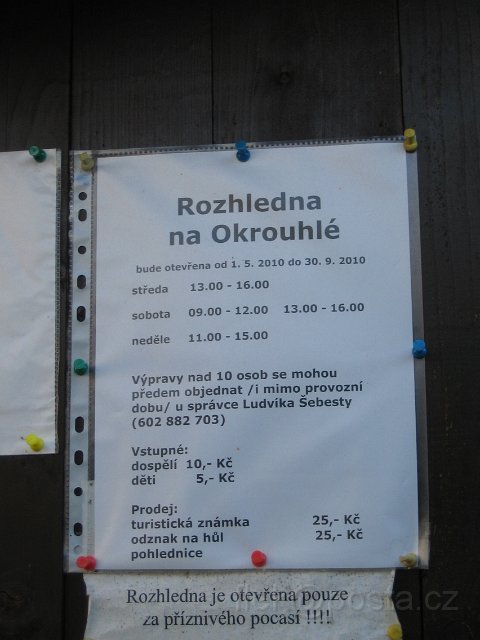 Rozhledna
na Okrouhlé
bude otevřena od 1. 5. 2010 do 30. 9. 2010
středa 13.00 - 16.00
sobota 09.00 - 12.00 13.00 - 16.00
neděle 11.00 - 15.00
Výpravy nad 10 osob se mohou
předem objednat /i mimo provozní
dobu/ u správce Ludvíka Šebesty
(602 882 703)
Vstupné:
dospělí 10,- Kč
děti 5,- Kč
Prodej:
turistická známka 25,- Kč
odznak na hůl 25,- Kč
pohlednice
Rozhledna je otevřena pouze
za příznivého pocasí !!!!